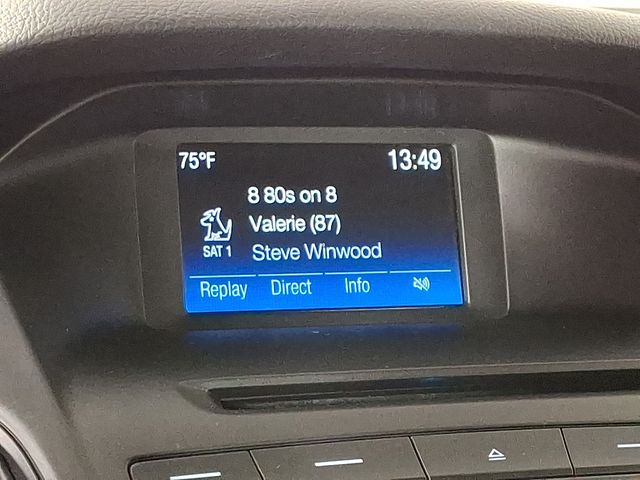 75°F 13:49
8 80s on 8
Valerie (87)
SAT 1 Steve Winwood
Replay Direct Info